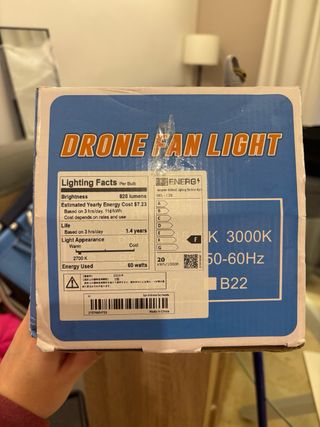 DRONE FAN LIGHT
Lighting Facts Per Bulb
Brightness 820 lumens
Estimated Yearly Energy Cost $7.23
Based on 3 hrs/day, 11¢/kWh
Cost depends on rates and use
Life
Based on 3 hrs/day 1.4 years
Light Appearance
Warm Cool
2700 K
Energy Used 60 watts
ENERG
A
B
C
D
E
F
G
F
20
K 3000K
50-60Hz
B22
Made in China